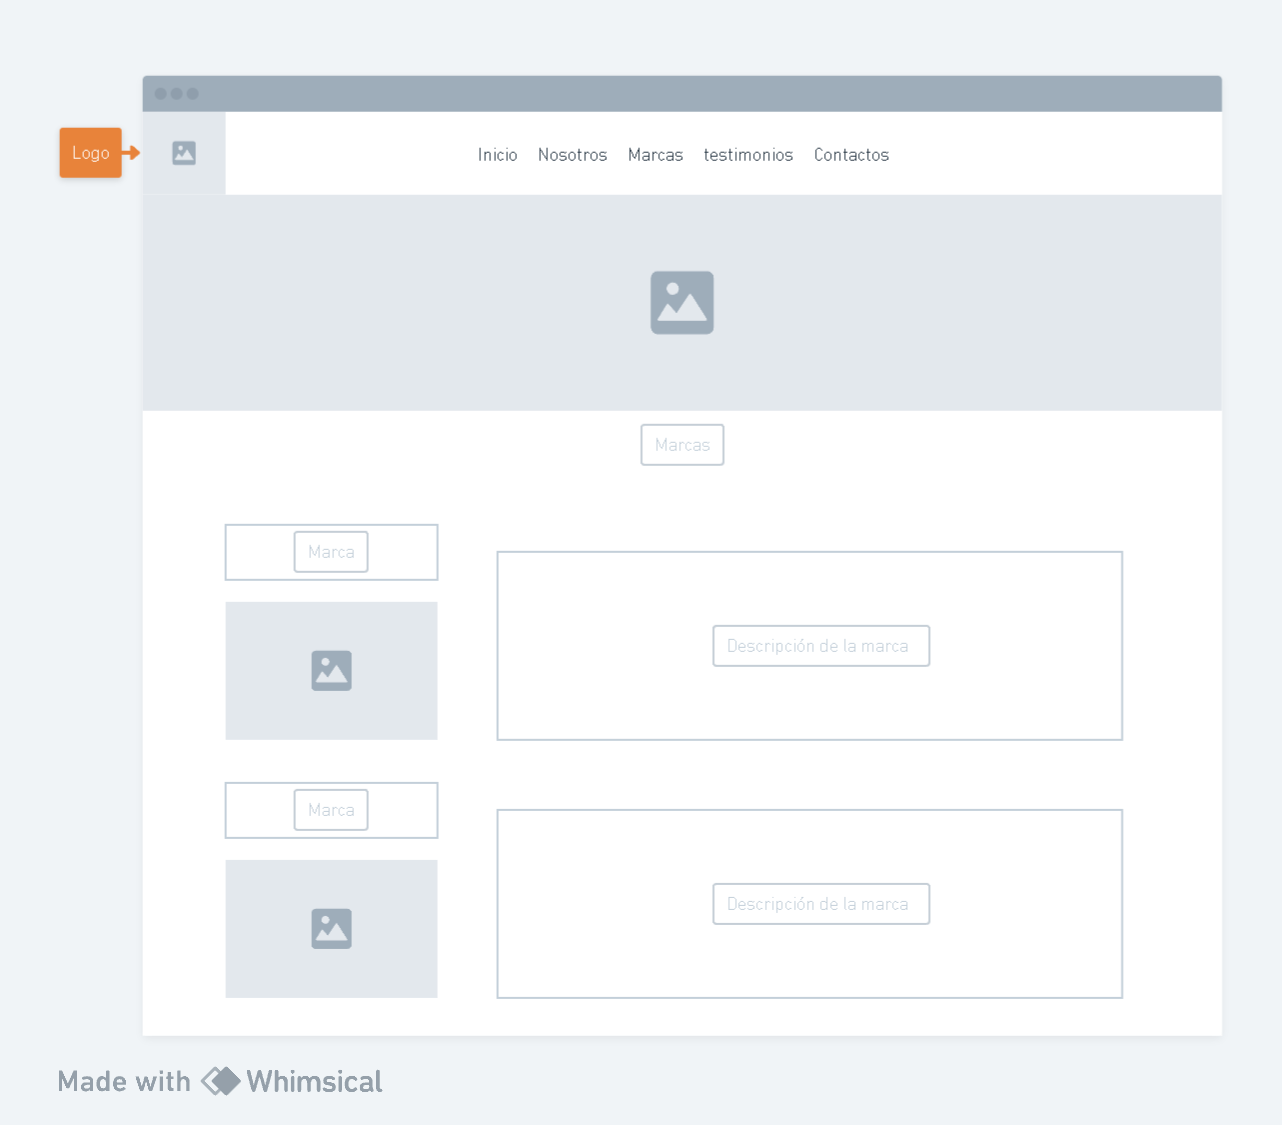 Logo
Inicio Nosotros Marcas testimonios Contactos
Marcas
Marca
Descripción de la marca
Marca
Descripción de la marca
Made with Whimsical